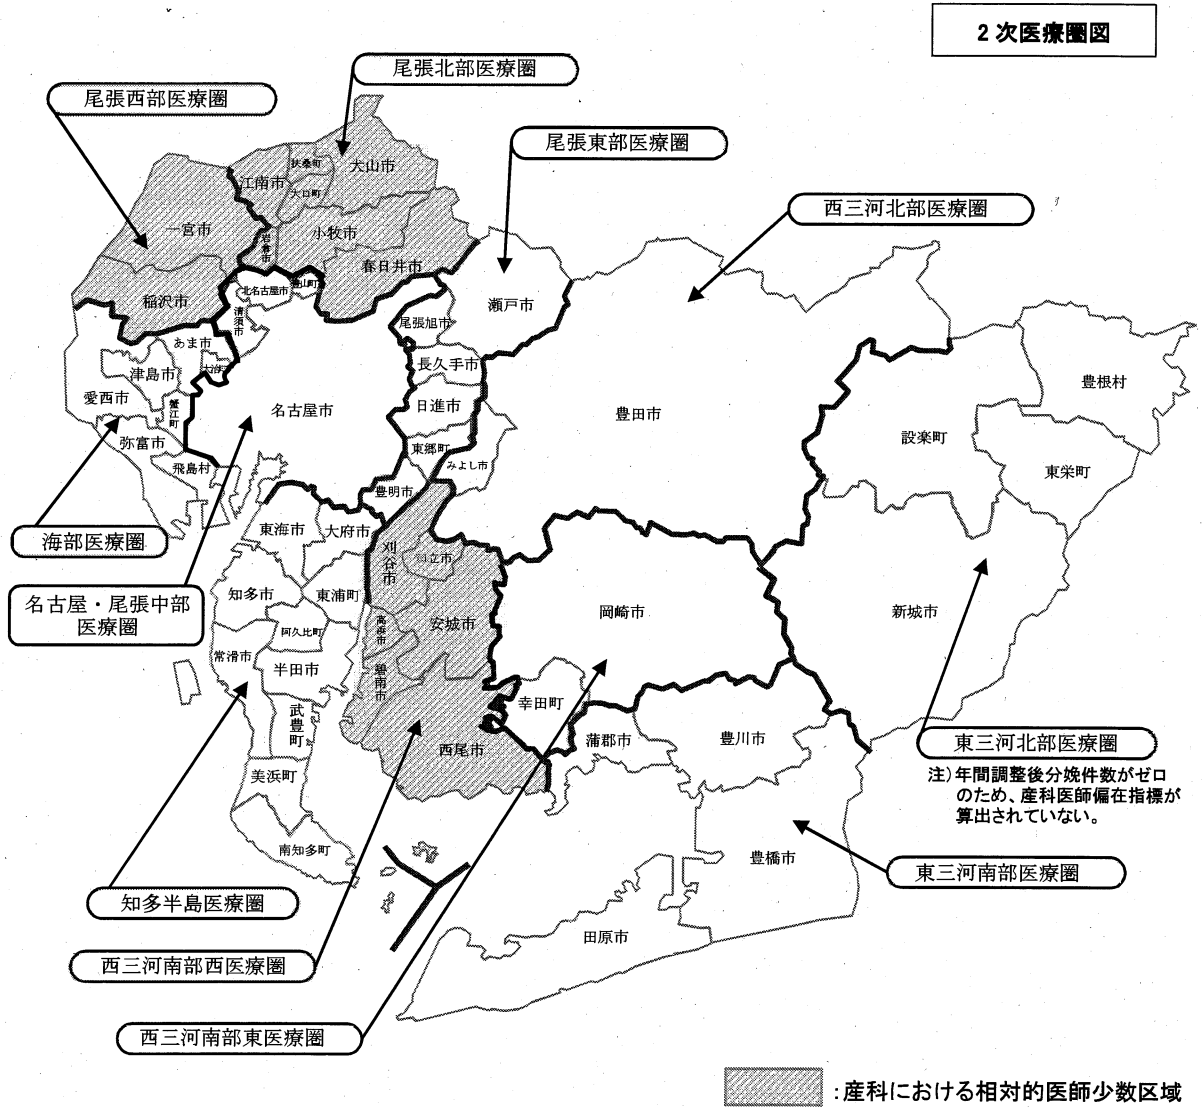 2次医療圏図
尾張北部医療圏
尾張西部医療圏
尾張東部医療圏
西三河北部医療圏
扶桑町
犬山市
江南市
大口町
一宮市
小牧市
岩倉市
春日井市
稲沢市
北名古屋市
豊山町
清須市
瀬戸市
尾張旭市
あま市
大治町
津島市
長久手市
愛西市
蟹江町
名古屋市
日進市
豊田市
豊根村
設楽町
弥富市
東郷町
みよし市
東栄町
飛島村
豊明市
海部医療圏
東海市
大府市
刈谷市
知立市
名古屋・尾張中部
医療圏
知多市
東浦町
岡崎市
新城市
阿久比町
高浜市
安城市
常滑市
半田市
碧南市
武豊町
幸田町
西尾市
蒲郡市
豊川市
東三河北部医療圏
注)年間調整後分娩件数がゼロ
のため、産科医師偏在指標が
算出されていない。
美浜町
南知多町
豊橋市
東三河南部医療圏
知多半島医療圏
田原市
西三河南部西医療圏
西三河南部東医療圏
:産科における相対的医師少数区域